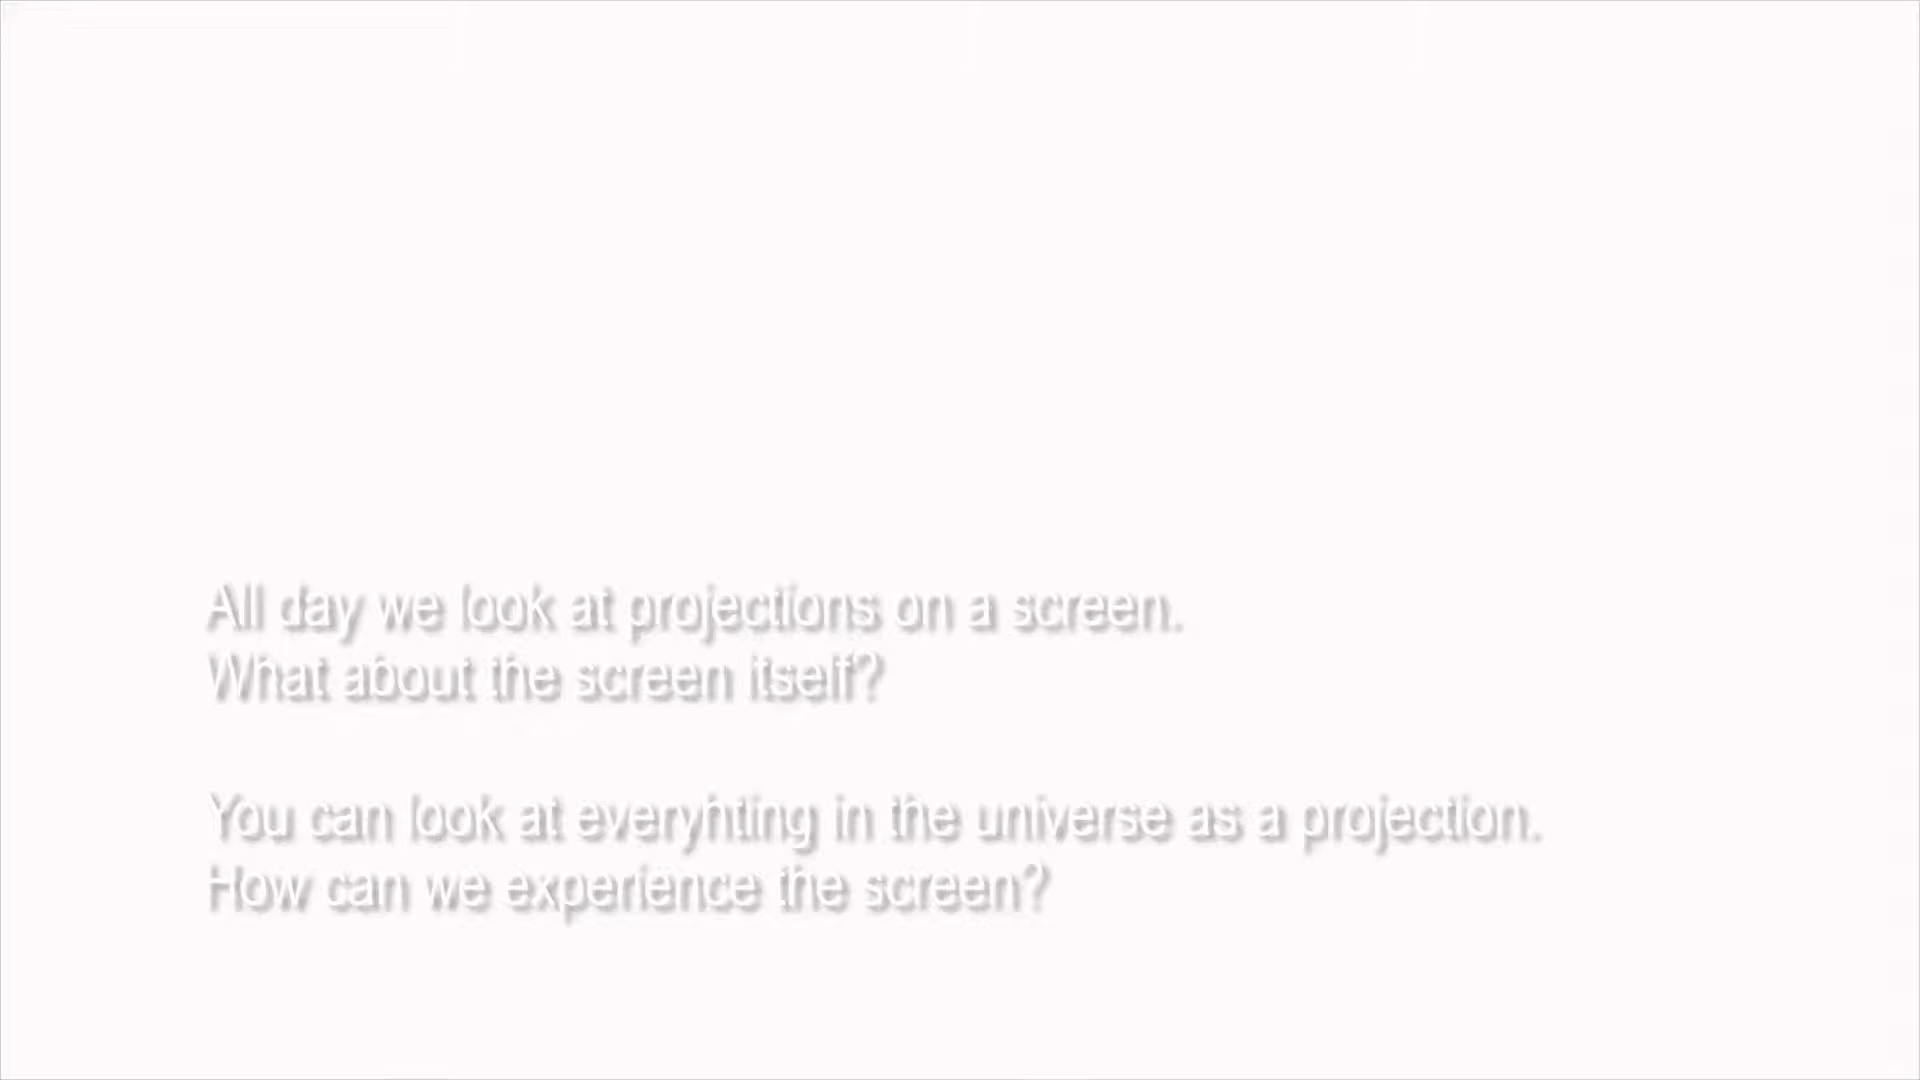 All day we look at projections on a screen.
What about the screen itself?
You can look at everyhting in the universe as a projection.
How can we experience the screen?